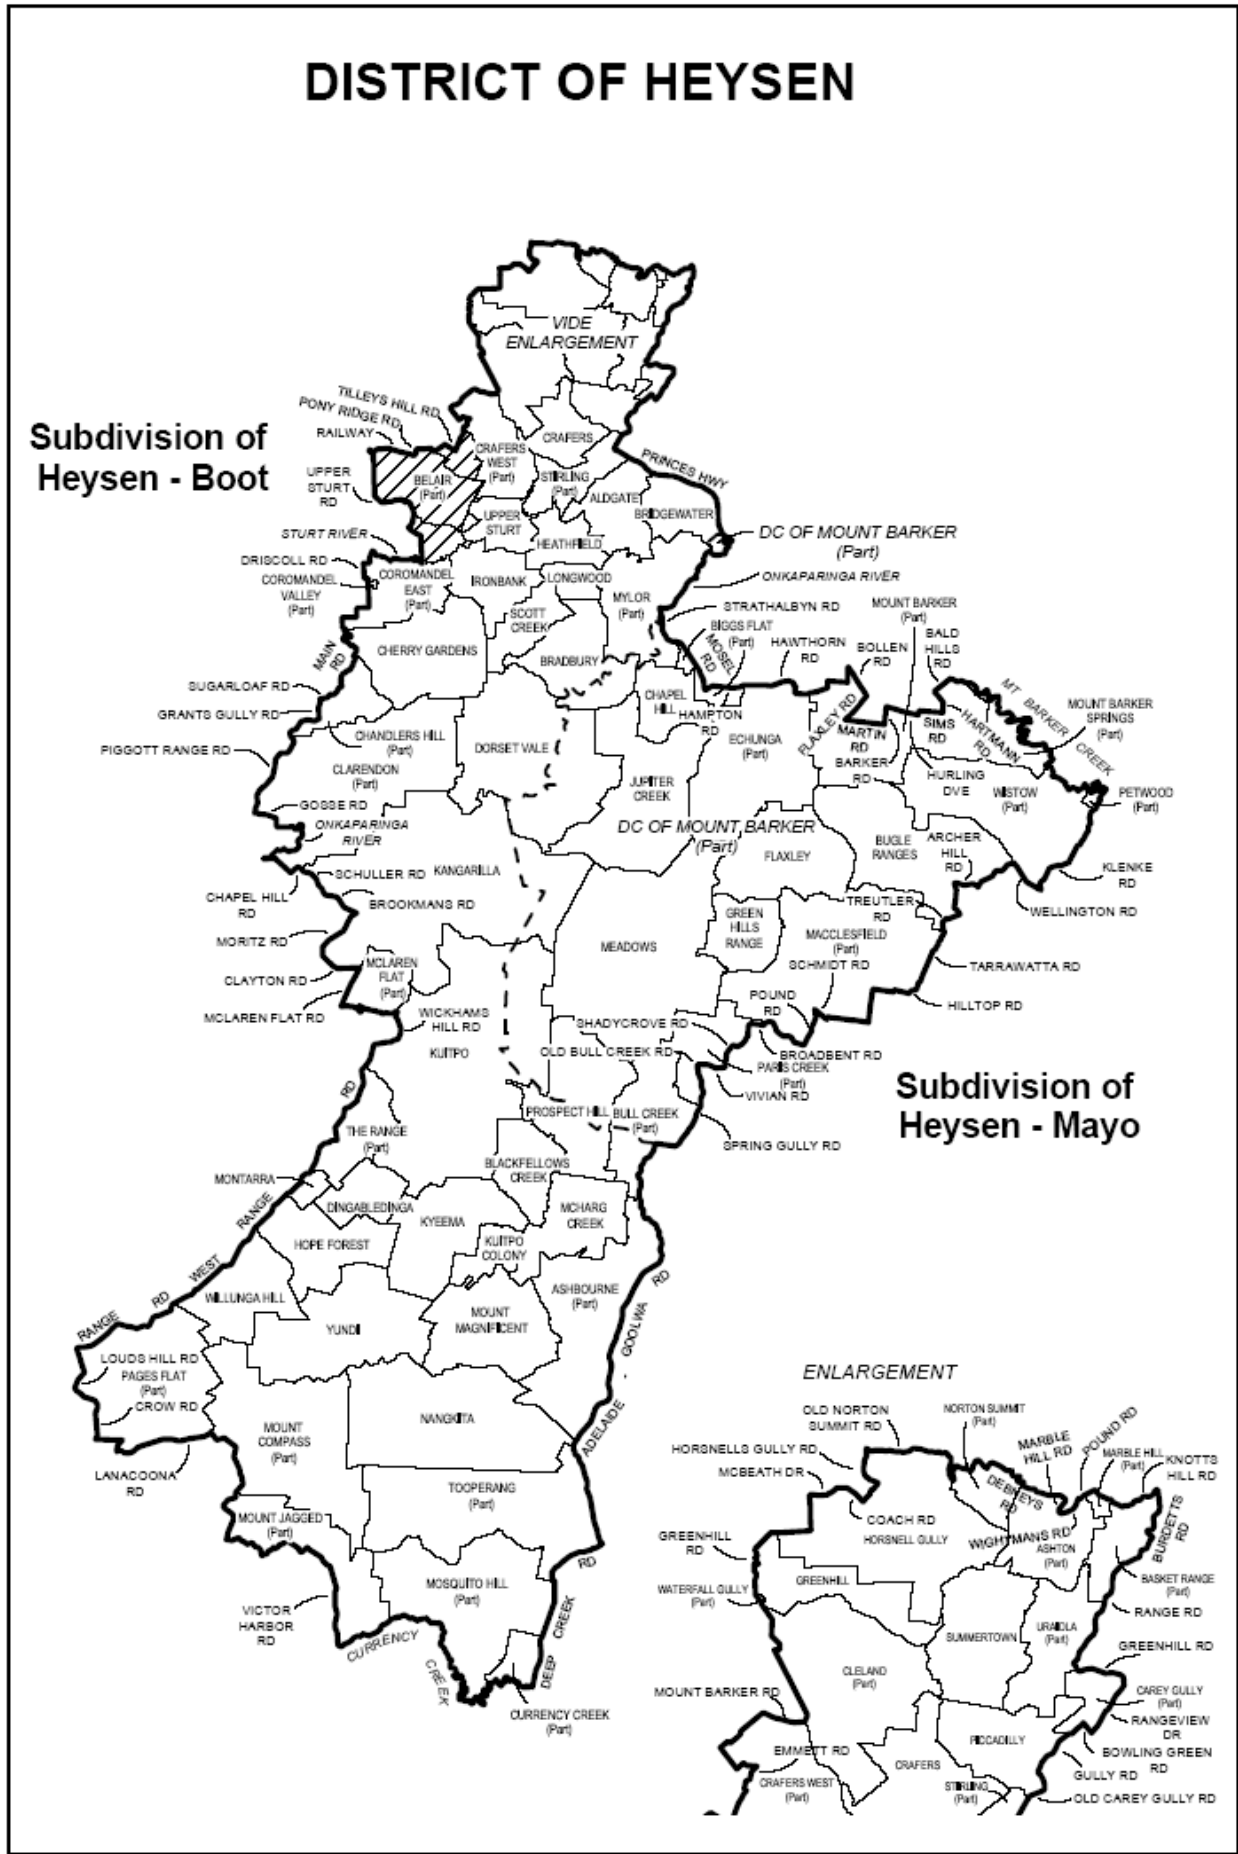 DISTRICT OF HEYSEN
VIDE
ENLARGEMENT
TILLEYS HILL RD
PONY RIDGE RD
RAILWAY
Subdivision of
Heysen - Boot
UPPER
STURT
RD
CRAFERS
CRAFERS
WEST
(Part)
BELAIR
(Part)
STIRLING
(Part)
ALDGATE
PRINCES HWY
BRIDGEWATER
UPPER
STURT
HEATHFIELD
STURT RIVER
DC OF MOUNT BARKER
(Part)
DRISCOLL RD
COROMANDEL
VALLEY
(Part)
COROMANDEL
EAST
(Part)
IRONBANK
LONGWOOD
MYLOR
(Part)
ONKAPARINGA RIVER
STRATHALBYN RD
SCOTT
CREEK
BIGGS FLAT
(Part)
MOSEL
RD
HAWTHORN
RD
MOUNT BARKER
(Part)
BOLLEN
RD
BALD
HILLS
RD
MAIN
RD
CHERRY GARDENS
BRADBURY
MT BARKER CREEK
SUGARLOAF RD
GRANTS GULLY RD
CHAPEL
HILL
HAMPTON
RD
ECHUNGA
(Part)
FLAXLEY RD
MARTIN
RD
BARKER
RD
SIMS
RD
HARTMANN
RD
MOUNT BARKER
SPRINGS
(Part)
PIGGOTT RANGE RD
CHANDLERS HILL
(Part)
DORSET VALE
CLARENDON
(Part)
JUPITER
CREEK
HURLING
DVE
WISTOW
(Part)
PETWOOD
(Part)
GOSSE RD
ONKAPARINGA
RIVER
DC OF MOUNT BARKER
(Part)
FLAXLEY
BUGLE
RANGES
ARCHER
HILL
RD
SCHULLER RD
KANGARILLA
KLENKE
RD
CHAPEL HILL
RD
BROOKMANS RD
TREUTLER
RD
WELLINGTON RD
MORITZ RD
GREEN
HILLS
RANGE
MACCLESFIELD
(Part)
MEADOWS
SCHMIDT RD
TARRAWATTA RD
CLAYTON RD
MCLAREN
FLAT
(Part)
MCLAREN FLAT RD
WICKHAMS
HILL RD
POUND
RD
HILLTOP RD
SHADYCROVE RD
KUITPO
OLD BULL CREEK RD
BROADBENT RD
PARIS CREEK
(Part)
VIVIAN RD
Subdivision of
Heysen - Mayo
PROSPECT HILL
BULL CREEK
(Part)
SPRING GULLY RD
THE RANGE
(Part)
BLACKFELLOWS
CREEK
MONTARRA
DINGABLEDINGA
KYEEMA
MCHARG
CREEK
HOPE FOREST
KUITPO
COLONY
RANGE RD WEST RANGE RD
WILLUNGA HILL
ASHBOURNE
(Part)
YUNDI
MOUNT
MAGNIFICENT
ADELAIDE - GOOLWA RD
LOUDS HILL RD
PAGES FLAT
(Part)
CROW RD
NANGKITA
MOUNT
COMPASS
(Part)
LANACOONA
RD
TOOPERANG
(Part)
MOUNT JAGGED
(Part)
MOSQUITO HILL
(Part)
VICTOR
HARBOR
RD
CURRENCY
CREEK
DEEP CREEK RD
CURRENCY CREEK
(Part)
ENLARGEMENT
OLD NORTON
SUMMIT RD
NORTON SUMMIT
(Part)
MARBLE
HILL RD
POUND RD
MARBLE HILL
(Part)
KNOTTS
HILL RD
HORSNELLS GULLY RD
MCBEATH DR
DEBNEYS
RD
COACH RD
HORSNELL GULLY
WIGHTMANS RD
ASHTON
(Part)
BURDETTS
RD
GREENHILL
RD
GREENHILL
BASKET RANGE
(Part)
WATERFALL GULLY
(Part)
RANGE RD
SUMMERTOWN
URAIDLA
(Part)
GREENHILL RD
CLELAND
(Part)
MOUNT BARKER RD
CAREY GULLY
(Part)
RANGEVIEW
DR
PICCADILLY
BOWLING GREEN
RD
EMMETT RD
CRAFERS
GULLY RD
CRAFERS WEST
(Part)
STIRLING
(Part)
OLD CAREY GULLY RD